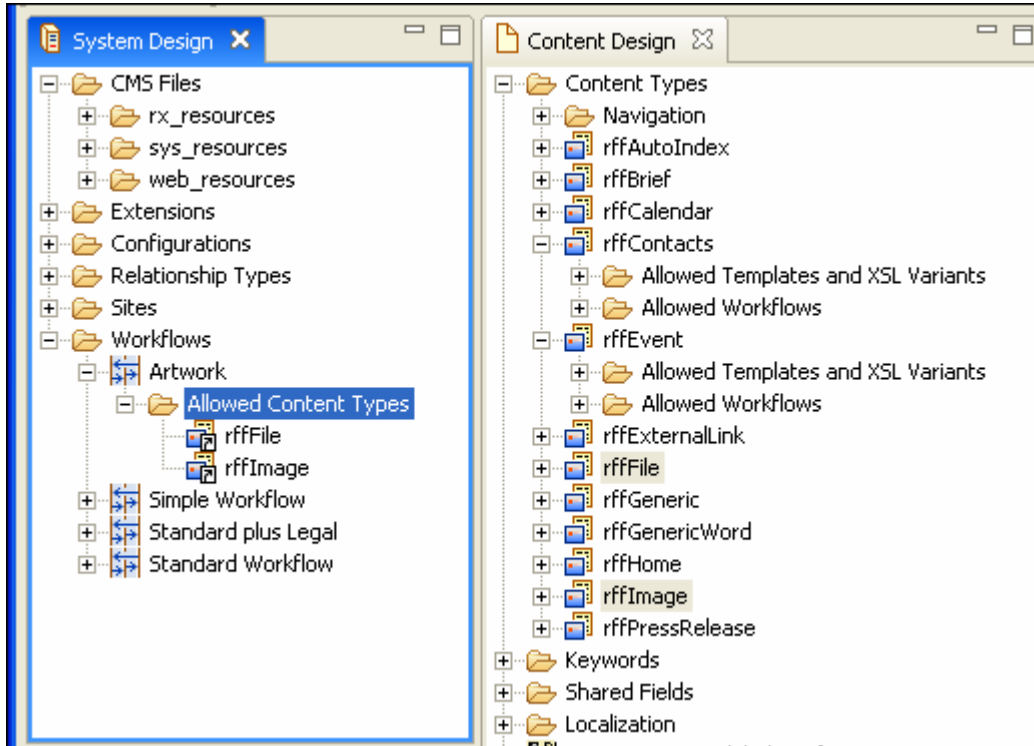 System Design
CMS Files
rx_resources
sys_resources
web_resources
Extensions
Configurations
Relationship Types
Sites
Workflows
Artwork
Allowed Content Types
rffFile
rffImage
Simple Workflow
Standard plus Legal
Standard Workflow
Content Design
Content Types
Navigation
rffAutoIndex
rffBrief
rffCalendar
rffContacts
Allowed Templates and XSL Variants
Allowed Workflows
rffEvent
Allowed Templates and XSL Variants
Allowed Workflows
rffExternalLink
rffFile
rffGeneric
rffGenericWord
rffHome
rffImage
rffPressRelease
Keywords
Shared Fields
Localization